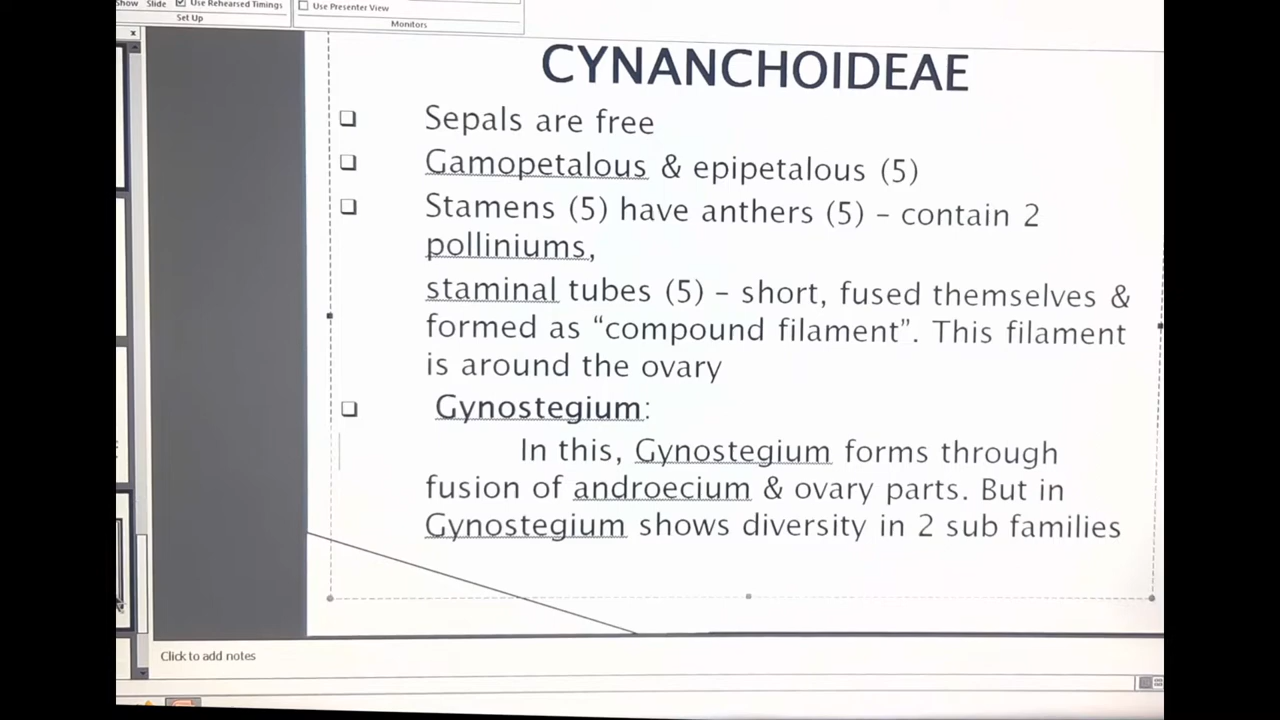 Show Slide Use Rehearsed Timings
Set Up
Use Presenter View
Monitors
x
CYNANCHOIDEAE
❑ Sepals are free
❑ Gamopetalous & epipetalous (5)
❑ Stamens (5) have anthers (5) – contain 2
polliniums,
staminal tubes (5) – short, fused themselves &
formed as “compound filament”. This filament
is around the ovary
❑ Gynostegium:
In this, Gynostegium forms through
fusion of androecium & ovary parts. But in
Gynostegium shows diversity in 2 sub families
Click to add notes